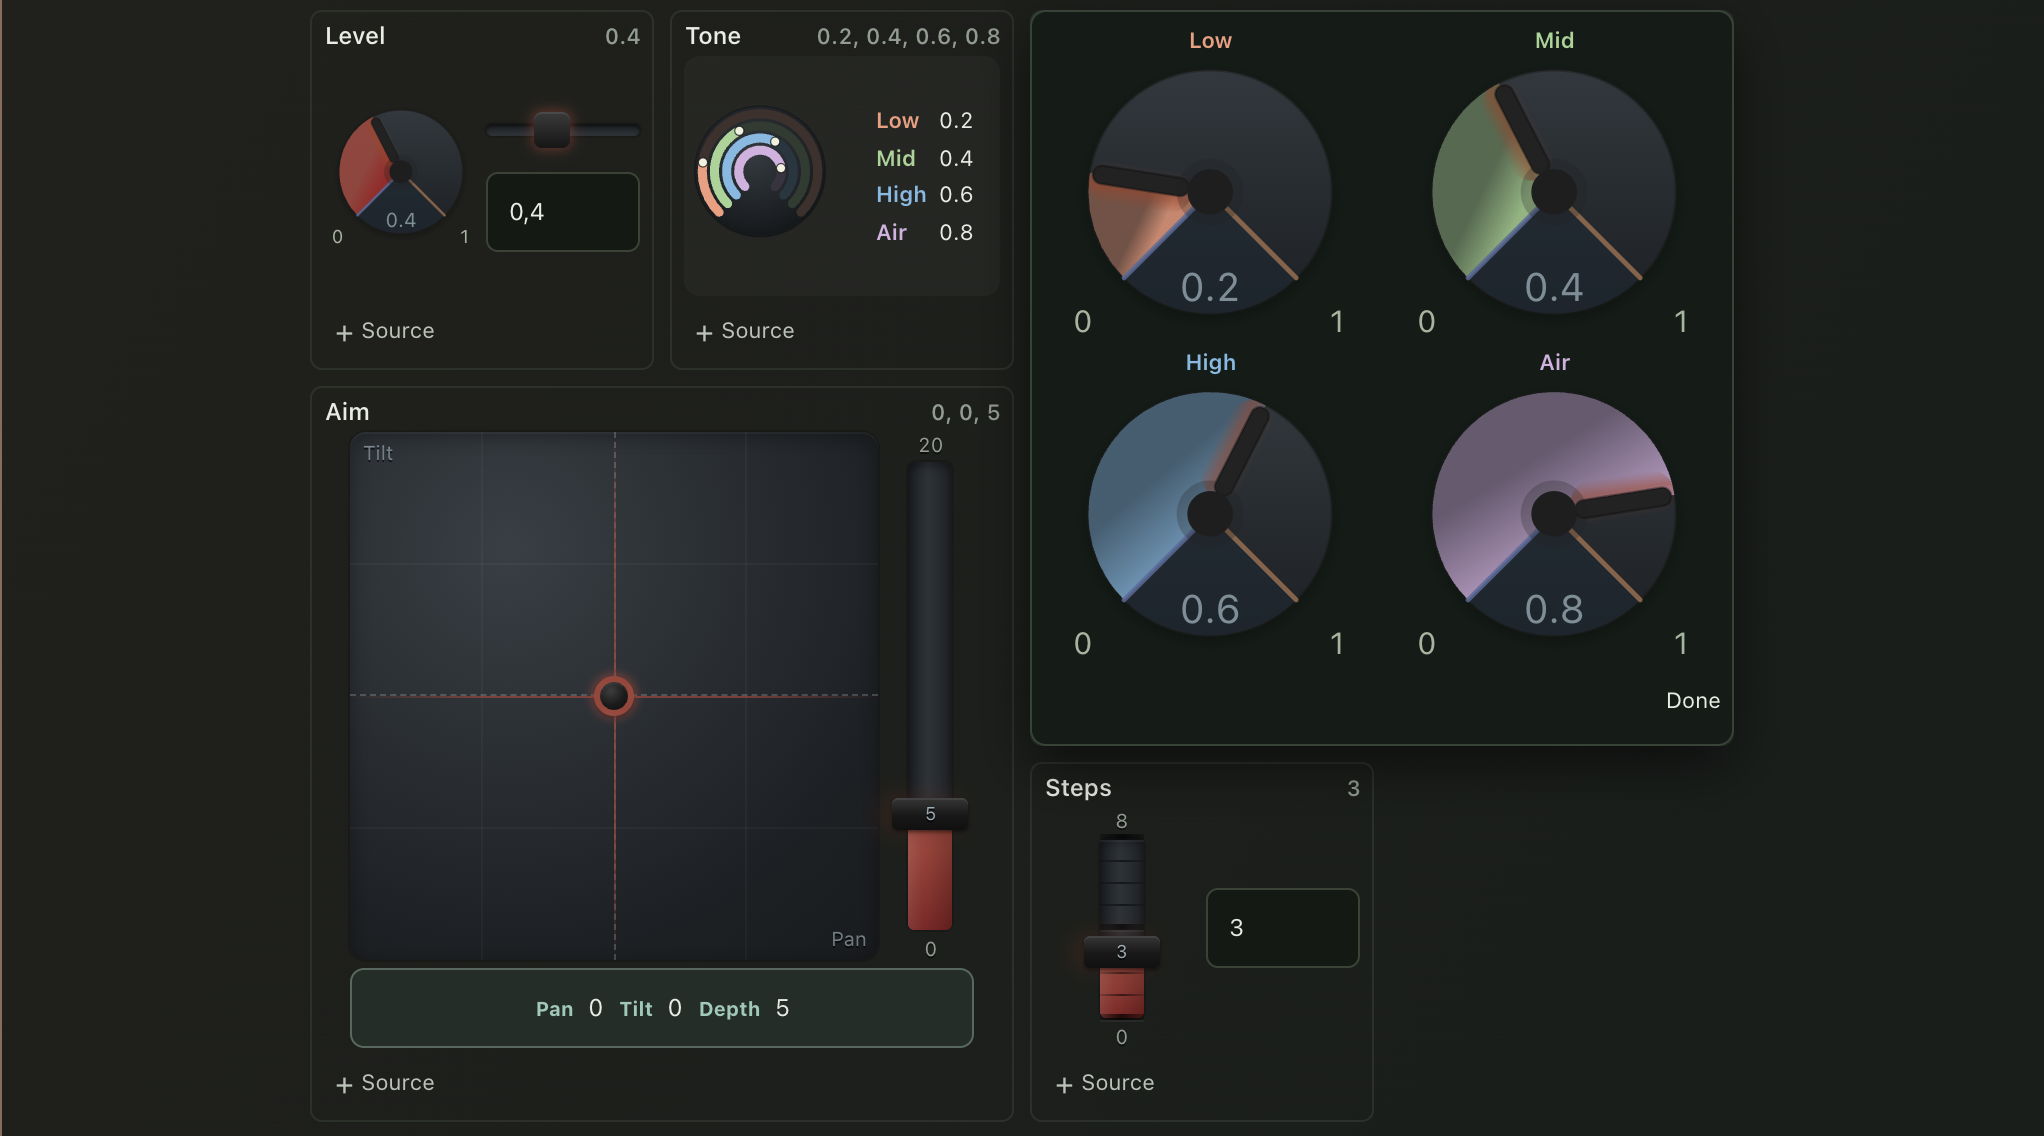 Level 0.4
0.4
0 1
0,4
+ Source
Tone 0.2, 0.4, 0.6, 0.8
Low 0.2
Mid 0.4
High 0.6
Air 0.8
+ Source
Low
0.2
0 1
Mid
0.4
0 1
High
0.6
0 1
Air
0.8
0 1
Done
Aim 0, 0, 5
Tilt
Pan
20
5
0
Pan 0 Tilt 0 Depth 5
+ Source
Steps 3
8
3
0
3
+ Source